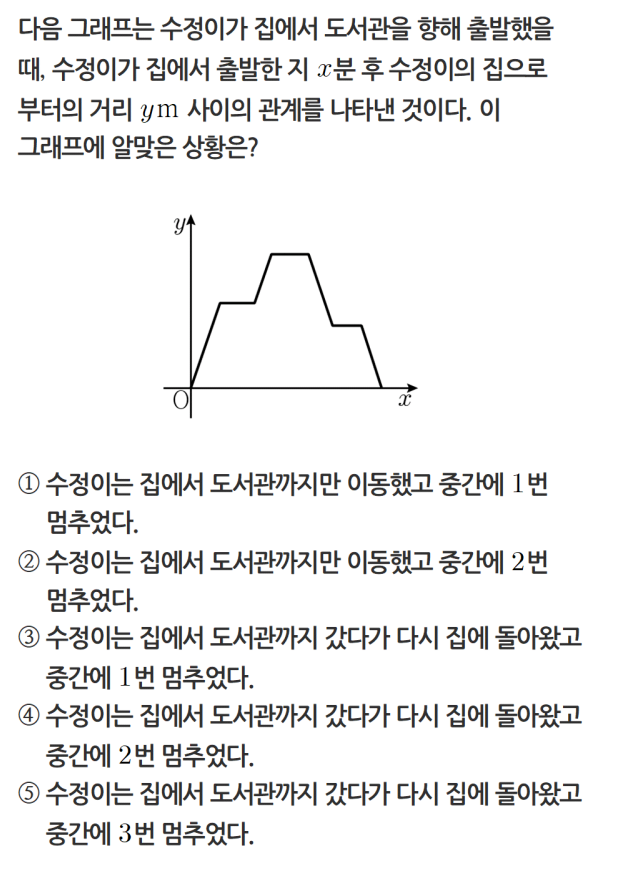 다음 그래프는 수정이가 집에서 도서관을 향해 출발했을
때, 수정이가 집에서 출발한 지 x분 후 수정이의 집으로
부터의 거리 ym 사이의 관계를 나타낸 것이다. 이
그래프에 알맞은 상황은?
y
O
x
① 수정이는 집에서 도서관까지만 이동했고 중간에 1번
멈추었다.
② 수정이는 집에서 도서관까지만 이동했고 중간에 2번
멈추었다.
③ 수정이는 집에서 도서관까지 갔다가 다시 집에 돌아왔고
중간에 1번 멈추었다.
④ 수정이는 집에서 도서관까지 갔다가 다시 집에 돌아왔고
중간에 2번 멈추었다.
⑤ 수정이는 집에서 도서관까지 갔다가 다시 집에 돌아왔고
중간에 3번 멈추었다.